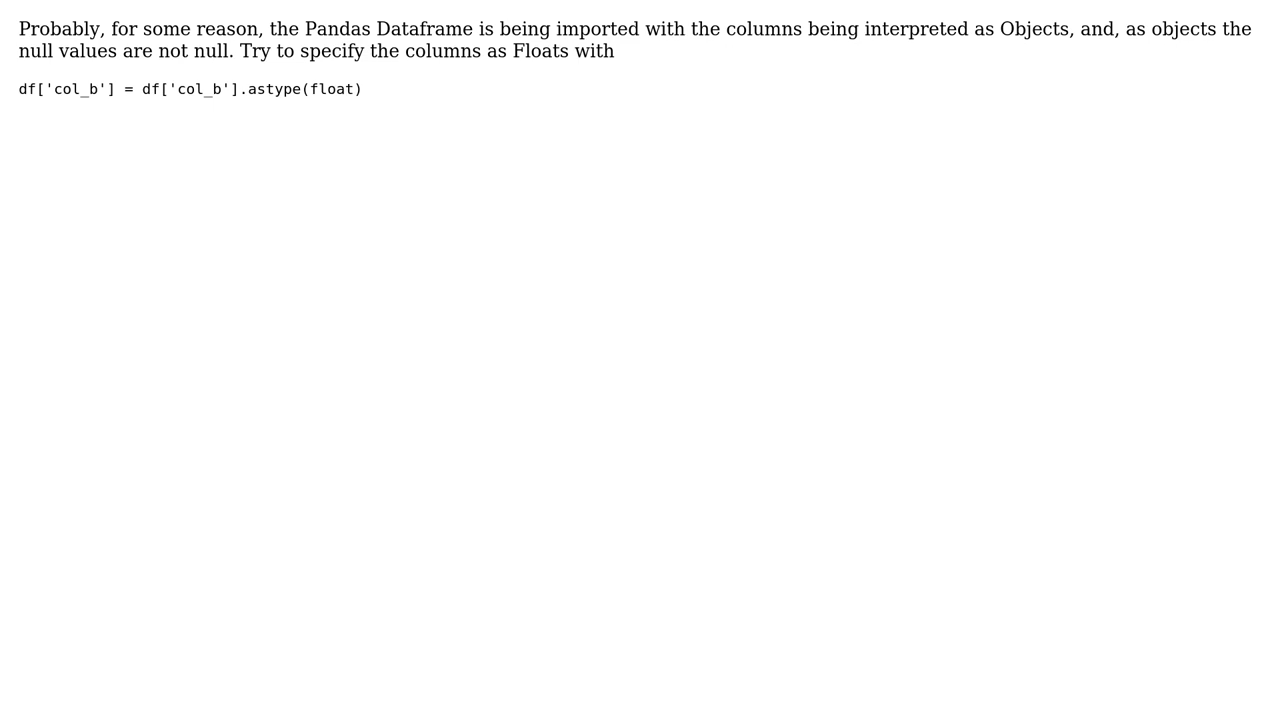 Probably, for some reason, the Pandas Dataframe is being imported with the columns being interpreted as Objects, and, as objects the
null values are not null. Try to specify the columns as Floats with
df['col_b'] = df['col_b'].astype(float)